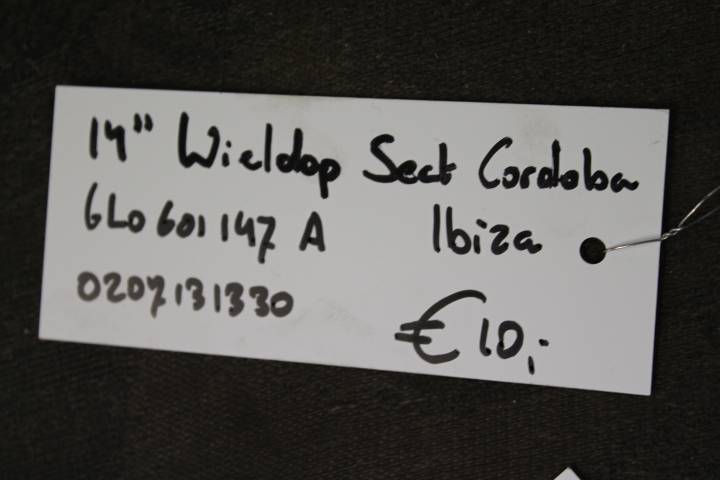 14" Wieldop Seat Cordoba
6L0 601 147 A Ibiza
0207131330
€ 10,-